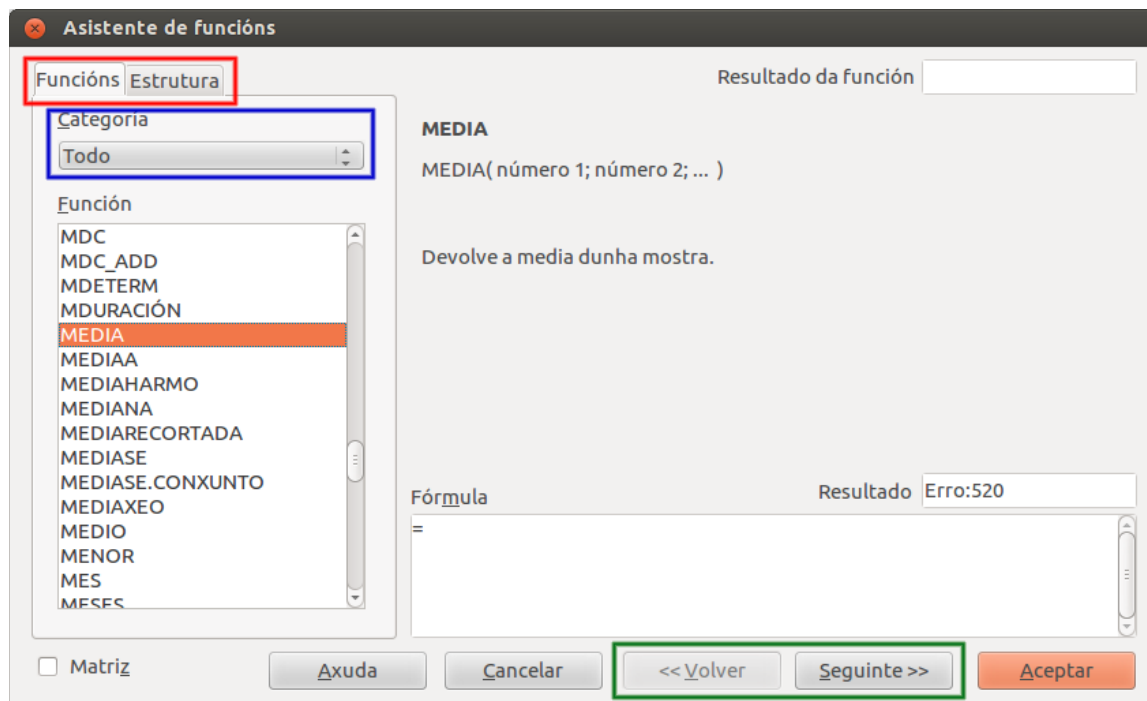 Asistente de funcións
Funcións Estrutura
Resultado da función
Categoría
Todo
Función
MDC
MDC_ADD
MDETERM
MDURACIÓN
MEDIA
MEDIAA
MEDIAHARMO
MEDIANA
MEDIARECORTADA
MEDIASE
MEDIASE.CONXUNTO
MEDIAXEO
MEDIO
MENOR
MES
MESES
MEDIA
MEDIA( número 1; número 2; ... )
Devolve a media dunha mostra.
Fórmula
Resultado Erro:520
=
Matriz
Axuda
Cancelar
<< Volver
Seguinte >>
Aceptar